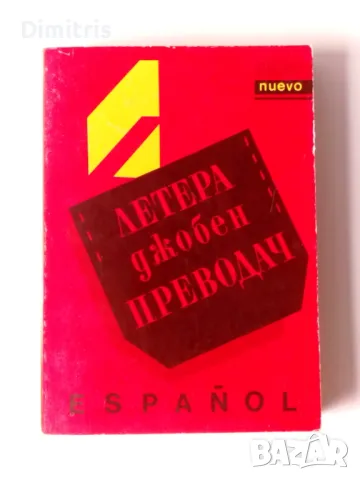 Dimitris
nuevo
ЛЕТЕРА
джобен
ПРЕВОДАЧ
ESPAÑOL
BAZAR